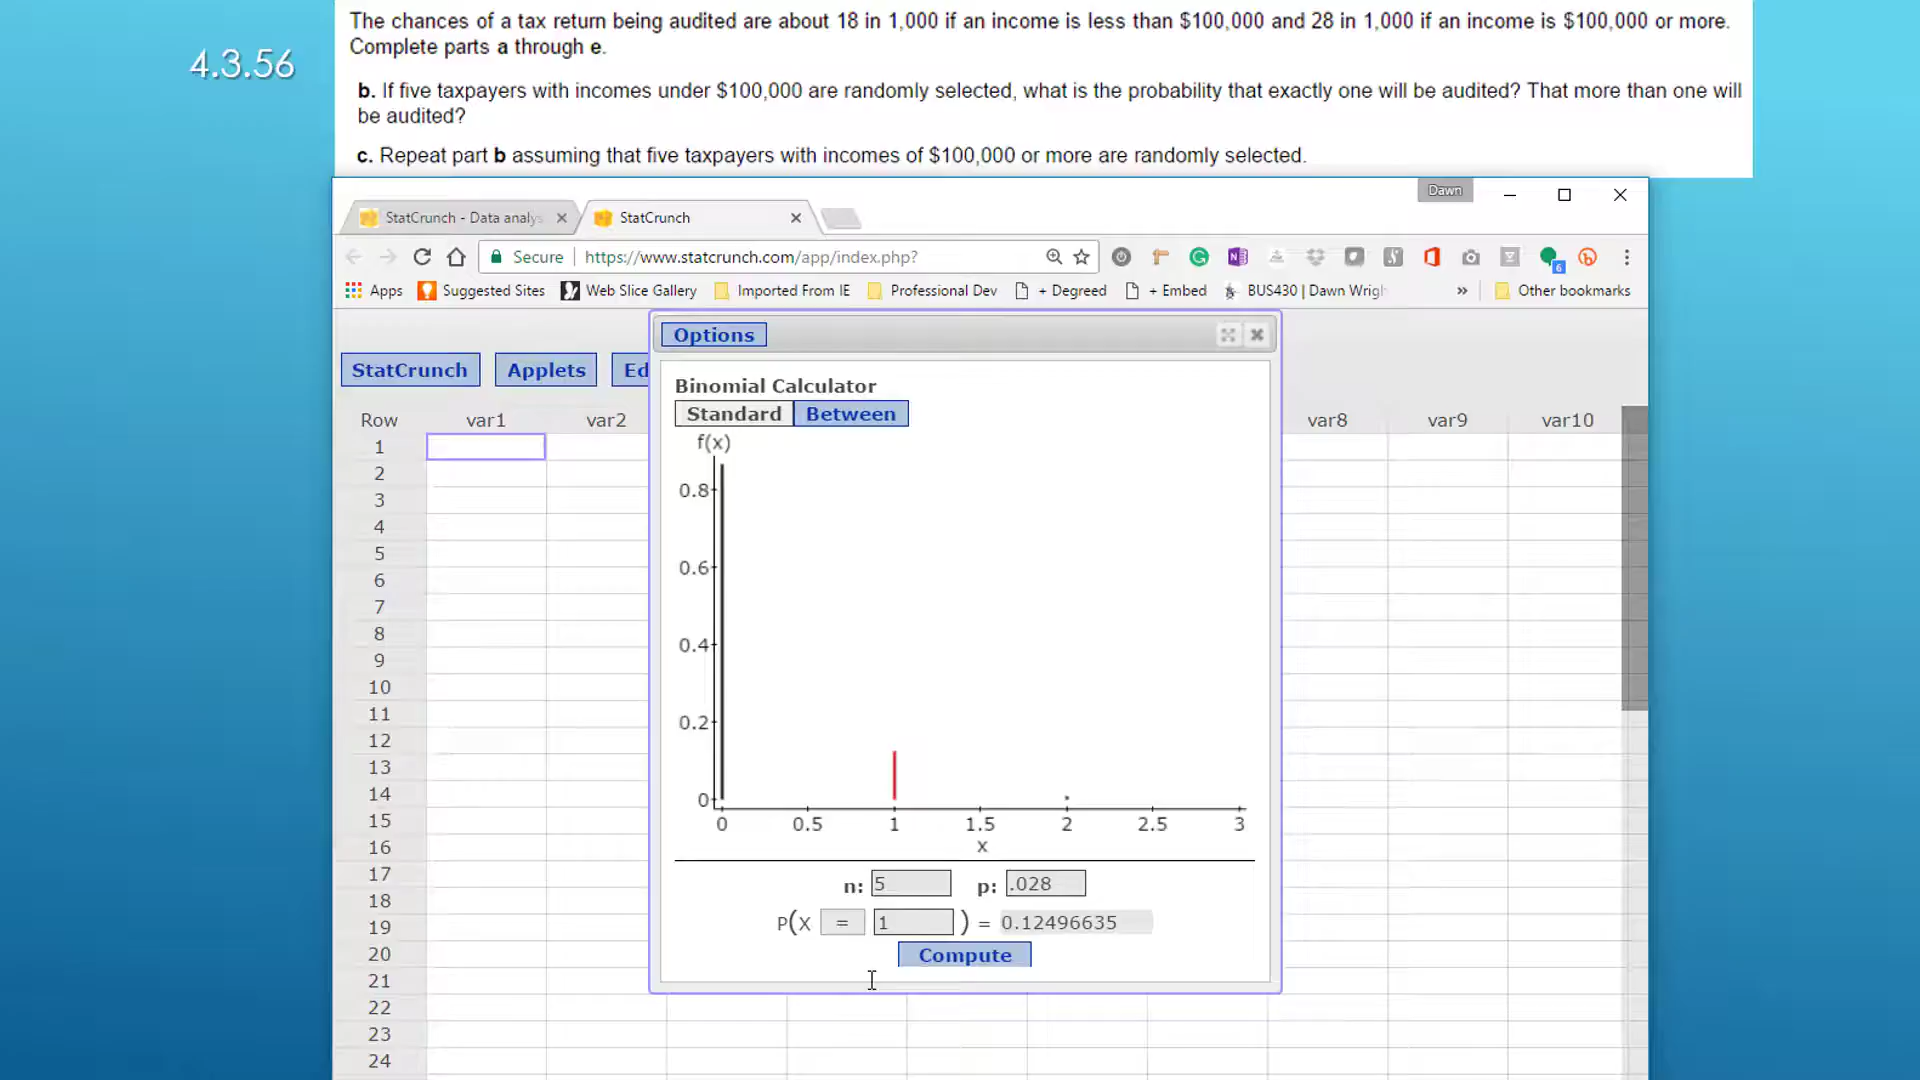 4.3.56
The chances of a tax return being audited are about 18 in 1,000 if an income is less than $100,000 and 28 in 1,000 if an income is $100,000 or more.
Complete parts a through e.
b. If five taxpayers with incomes under $100,000 are randomly selected, what is the probability that exactly one will be audited? That more than one will
be audited?
c. Repeat part b assuming that five taxpayers with incomes of $100,000 or more are randomly selected.
Dawn
StatCrunch - Data analys
StatCrunch
Secure https://www.statcrunch.com/app/index.php?
6
Apps Suggested Sites Web Slice Gallery Imported From IE Professional Dev + Degreed + Embed BUS430 | Dawn Wrigh » Other bookmarks
Options
StatCrunch Applets Ed
Binomial Calculator
Standard Between
Row var1 var2 var8 var9 var10
f(x)
0.8
0.6
0.4
0.2
0
0 0.5 1 1.5 2 2.5 3
x
n: 5 p: .028
P(X = 1 ) = 0.12496635
Compute
1
2
3
4
5
6
7
8
9
10
11
12
13
14
15
16
17
18
19
20
21
22
23
24